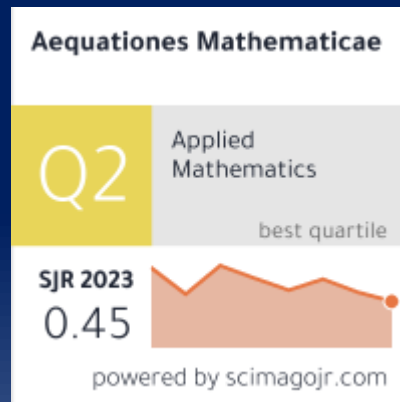 Aequationes Mathematicae
Q2
Applied
Mathematics
best quartile
SJR 2023
0.45
powered by scimagojr.com